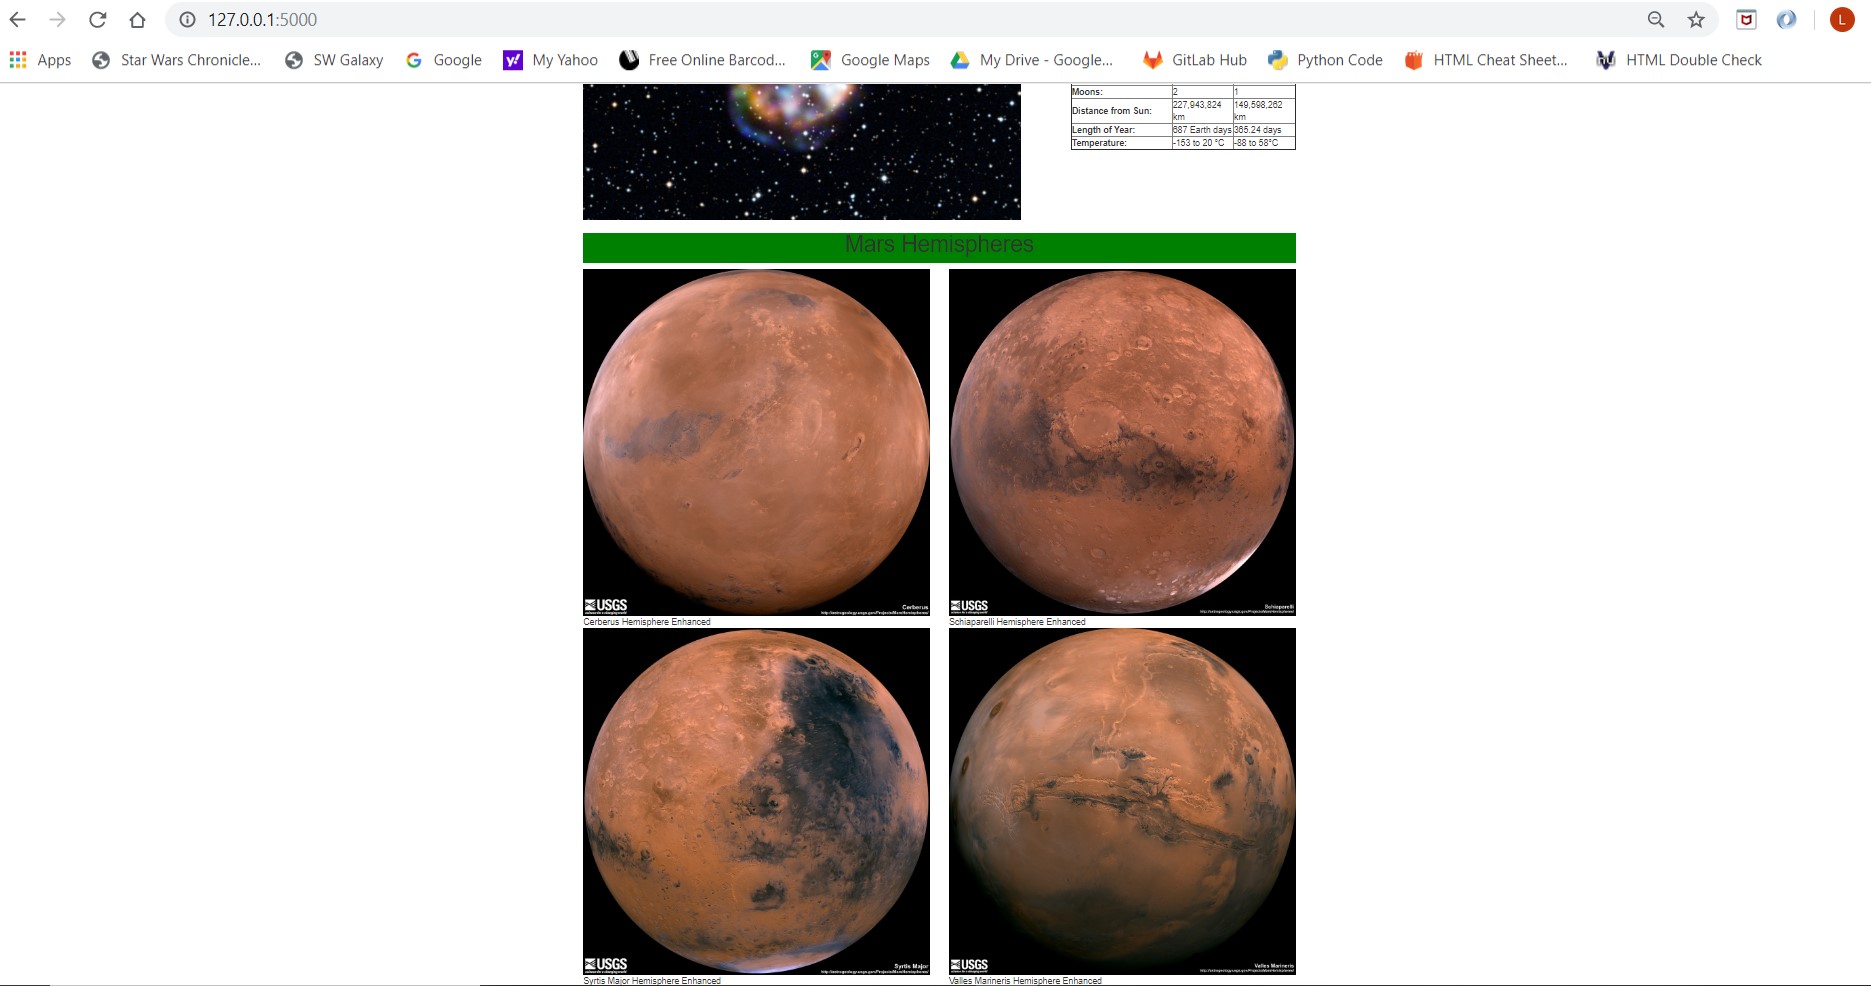 127.0.0.1:5000
Apps
Star Wars Chronicle...
SW Galaxy
Google
My Yahoo
Free Online Barcod...
Google Maps
My Drive - Google...
GitLab Hub
Python Code
HTML Cheat Sheet...
HTML Double Check
L
Moons: 2 1
Distance from Sun: 227,943,824 km 149,598,262 km
Length of Year: 687 Earth days 365.24 days
Temperature: -153 to 20 °C -88 to 58°C
Mars Hemispheres
USGS
Cerberus
Cerberus Hemisphere Enhanced
USGS
Schiaparelli
Schiaparelli Hemisphere Enhanced
USGS
Syrtis Major
Syrtis Major Hemisphere Enhanced
USGS
Valles Marineris
Valles Marineris Hemisphere Enhanced